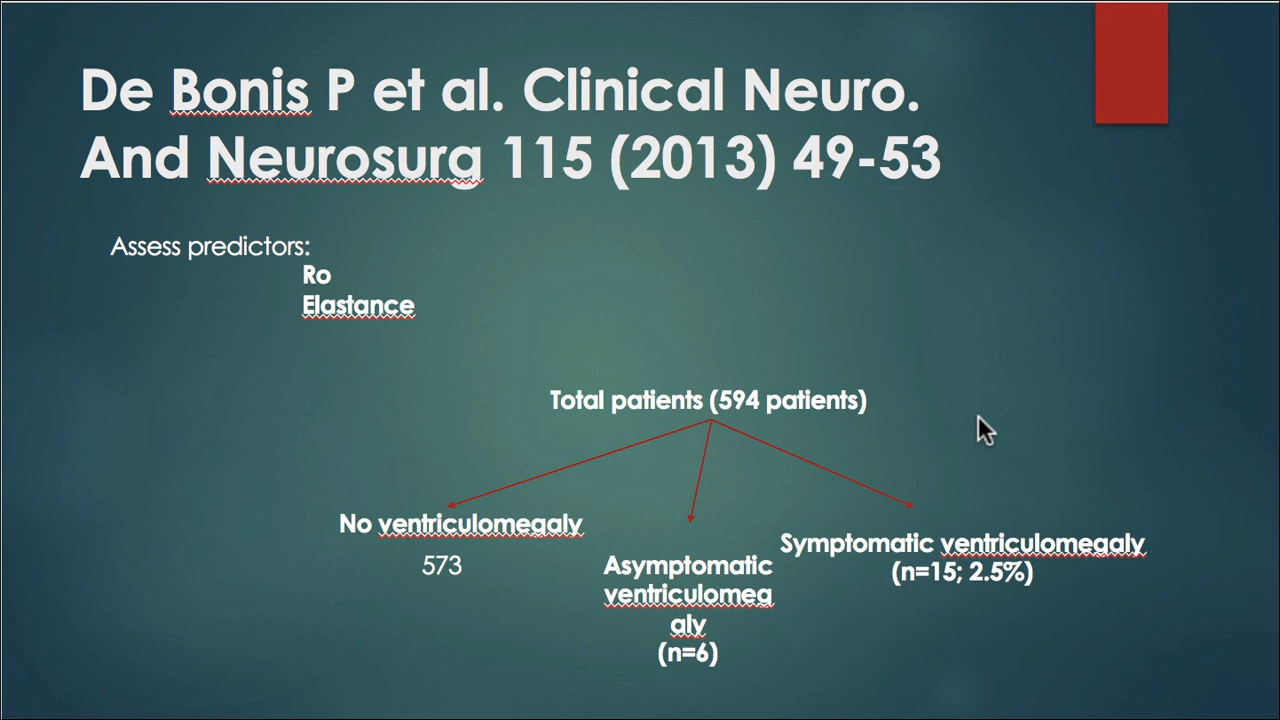 De Bonis P et al. Clinical Neuro.
And Neurosurg 115 (2013) 49-53
Assess predictors:
Ro
Elastance
Total patients (594 patients)
No ventriculomegaly
573
Asymptomatic
ventriculomeg
aly
(n=6)
Symptomatic ventriculomegaly
(n=15; 2.5%)